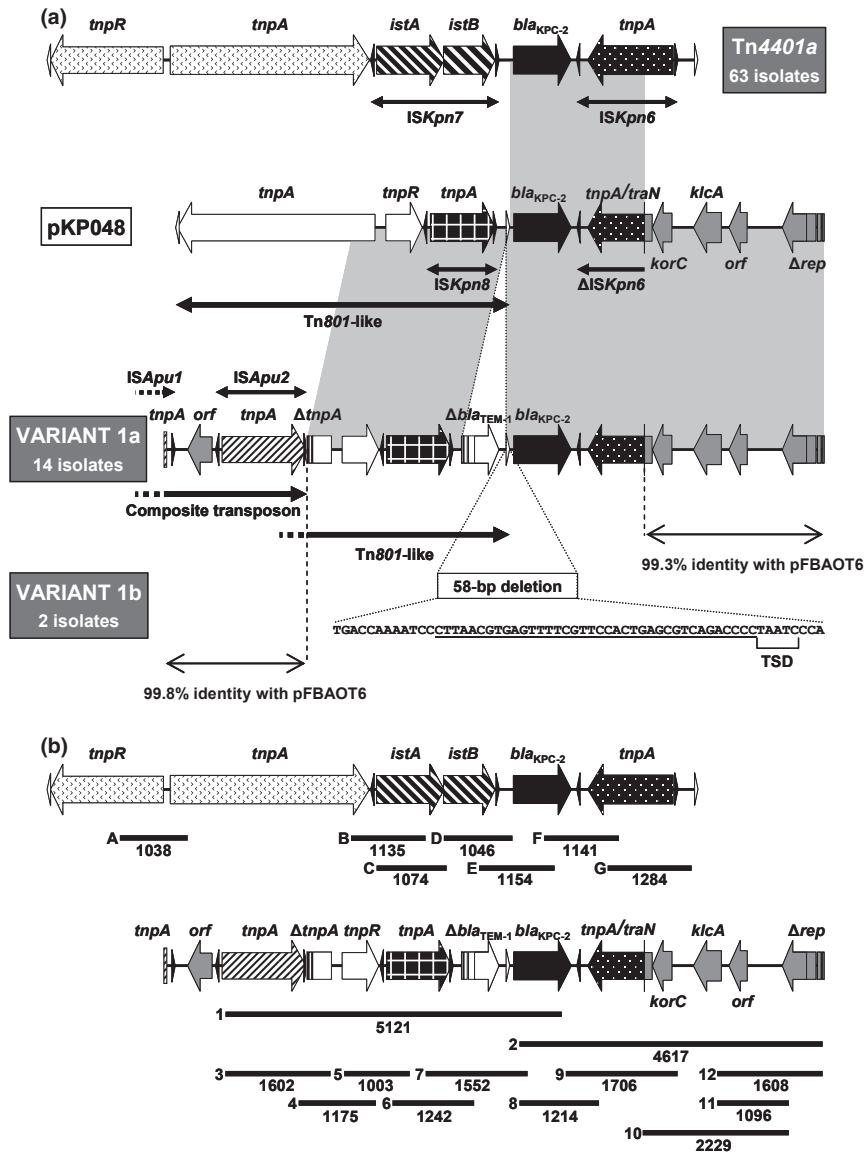 (a)
tnpR tnpA istA istB blaKPC-2 tnpA
Tn4401a
63 isolates
ISKpn7 ISKpn6
tnpA tnpR tnpA blaKPC-2 tnpA/traN klcA
pKP048
korC orf Δrep
ISKpn8 ΔISKpn6
Tn801-like
ISApu1 ISApu2
tnpA orf tnpA ΔtnpA ΔblaTEM-1 blaKPC-2
VARIANT 1a
14 isolates
Composite transposon
Tn801-like
99.3% identity with pFBAOT6
VARIANT 1b
2 isolates
58-bp deletion
TGACCAAAATCCCTTAACGTGAGTTTTCGTTCCACTGAGCGTCAGACCCCTAATCCCA
TSD
99.8% identity with pFBAOT6
(b)
tnpR tnpA istA istB blaKPC-2 tnpA
A B D F
1038 1135 1046 1141
C E G
1074 1154 1284
tnpA orf tnpA ΔtnpA tnpR tnpA ΔblaTEM-1 blaKPC-2 tnpA/traN klcA Δrep
korC orf
1
5121
2
4617
3 5 7 9 12
1602 1003 1552 1706 1608
4 6 8 11
1175 1242 1214 1096
10
2229